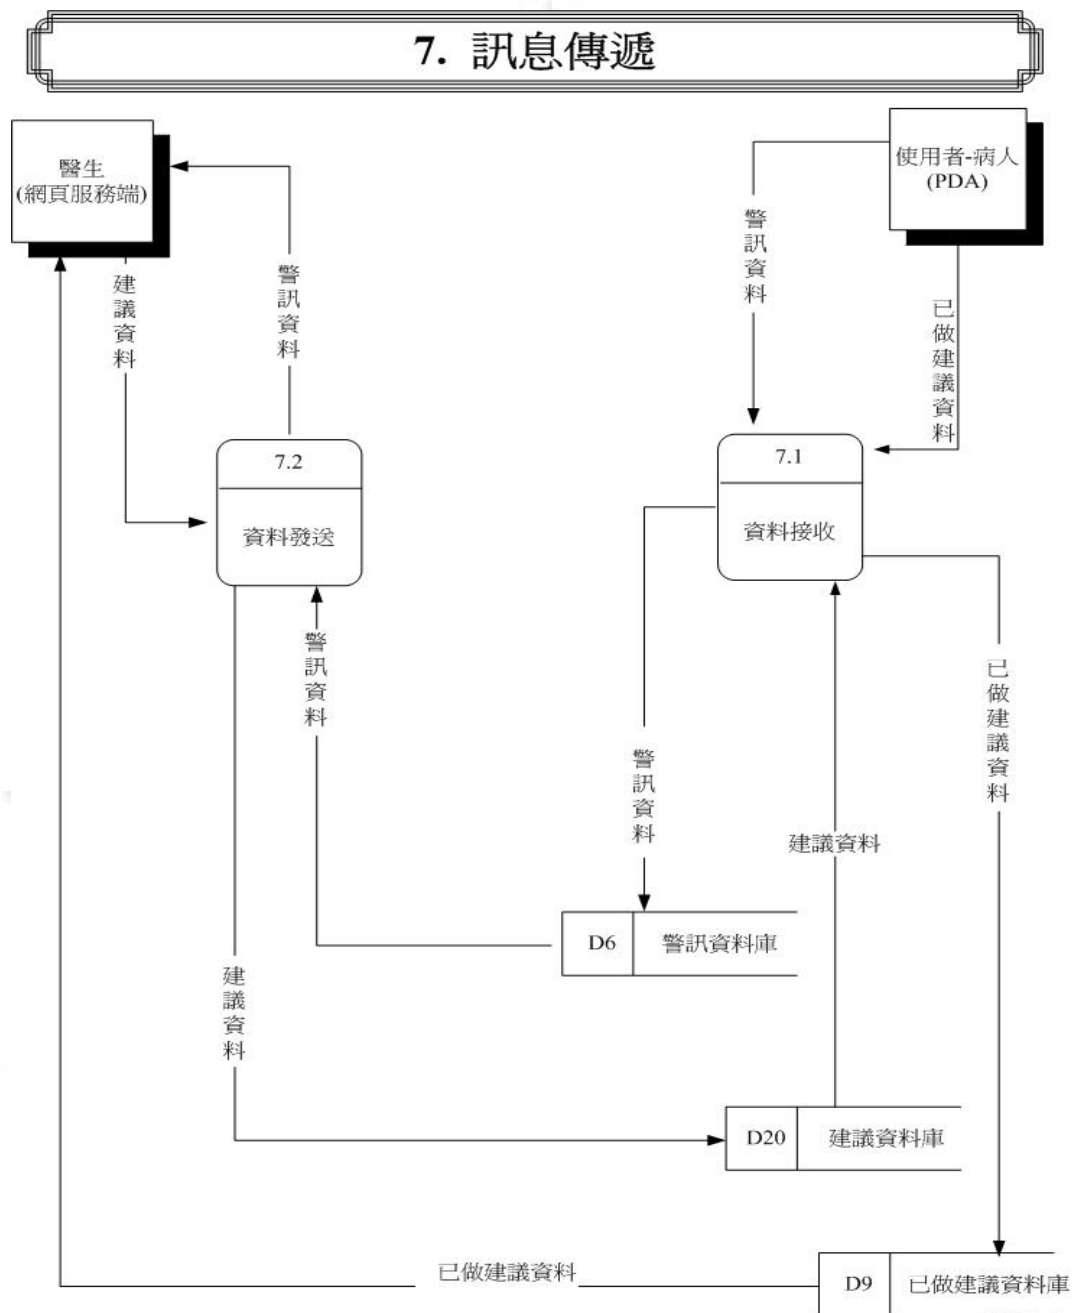 7. 訊息傳遞
醫生
(網頁服務端)
使用者-病人
(PDA)
警訊資料
建議資料
警訊資料
已做建議資料
7.2
資料發送
7.1
資料接收
警訊資料
已做建議資料
警訊資料
建議資料
D6
警訊資料庫
建議資料
D20
建議資料庫
已做建議資料
D9
已做建議資料庫